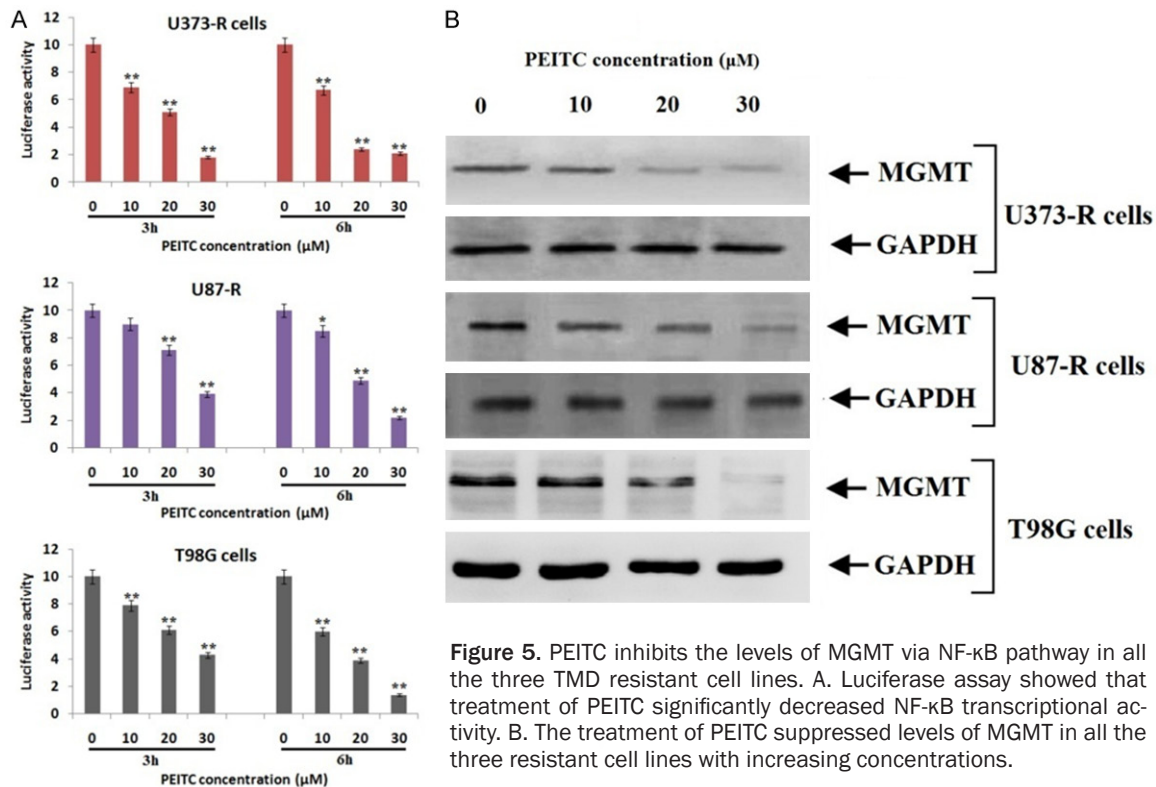 A
U373-R cells
12
10
8
6
4
2
0
Luciferase activity
** ** ** ** ** **
0 10 20 30 0 10 20 30
3h 6h
PEITC concentration (µM)
U87-R
12
10
8
6
4
2
0
Luciferase activity
** ** * ** **
0 10 20 30 0 10 20 30
3h 6h
PEITC concentration (µM)
T98G cells
12
10
8
6
4
2
0
Luciferase activity
** ** ** ** ** **
0 10 20 30 0 10 20 30
3h 6h
PEITC concentration (µM)
B
PEITC concentration (µM)
0 10 20 30
MGMT
GAPDH
U373-R cells
MGMT
GAPDH
U87-R cells
MGMT
GAPDH
T98G cells
Figure 5. PEITC inhibits the levels of MGMT via NF-κB pathway in all
the three TMD resistant cell lines. A. Luciferase assay showed that
treatment of PEITC significantly decreased NF-κB transcriptional ac-
tivity. B. The treatment of PEITC suppressed levels of MGMT in all the
three resistant cell lines with increasing concentrations.